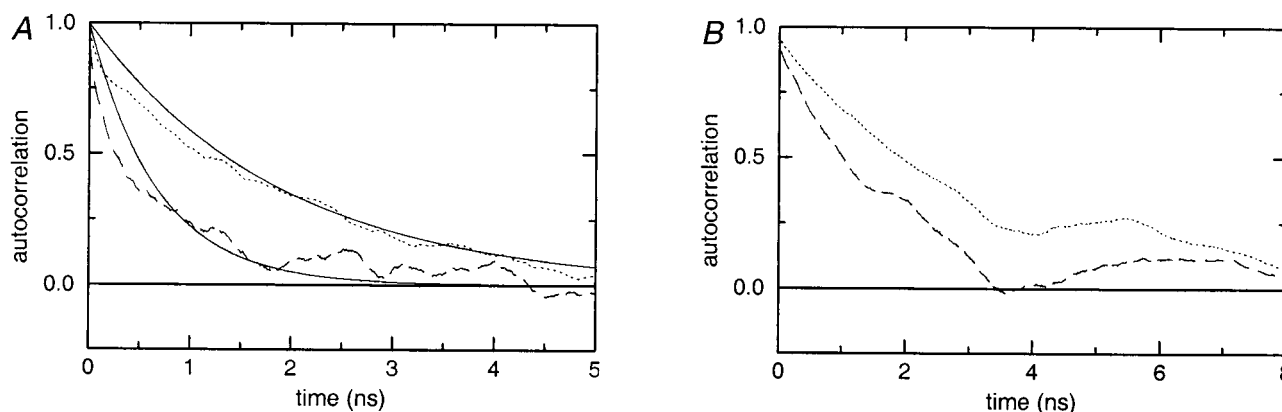 A
1.0
0.5
0.0
autocorrelation
0 1 2 3 4 5
time (ns)
B
1.0
0.5
0.0
autocorrelation
0 2 4 6 8
time (ns)